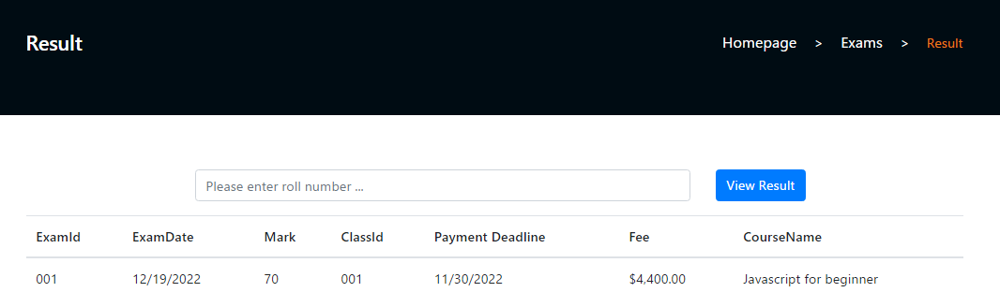 Result
Homepage > Exams > Result
Please enter roll number ... View Result
ExamId ExamDate Mark ClassId Payment Deadline Fee CourseName
001 12/19/2022 70 001 11/30/2022 $4,400.00 Javascript for beginner